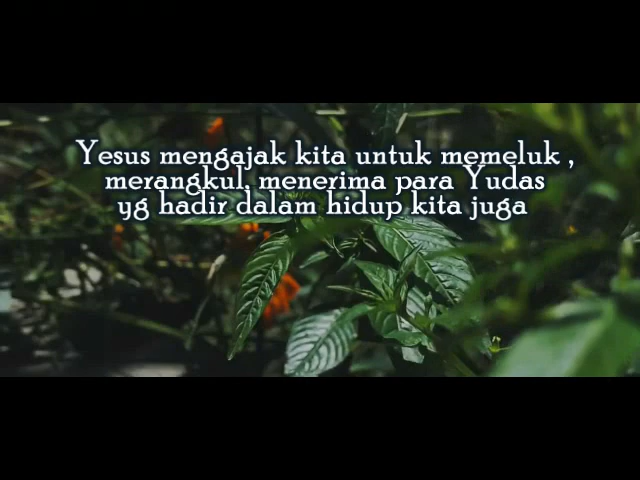 Yesus mengajak kita untuk memeluk ,
merangkul, menerima para Yudas
yg hadir dalam hidup kita juga